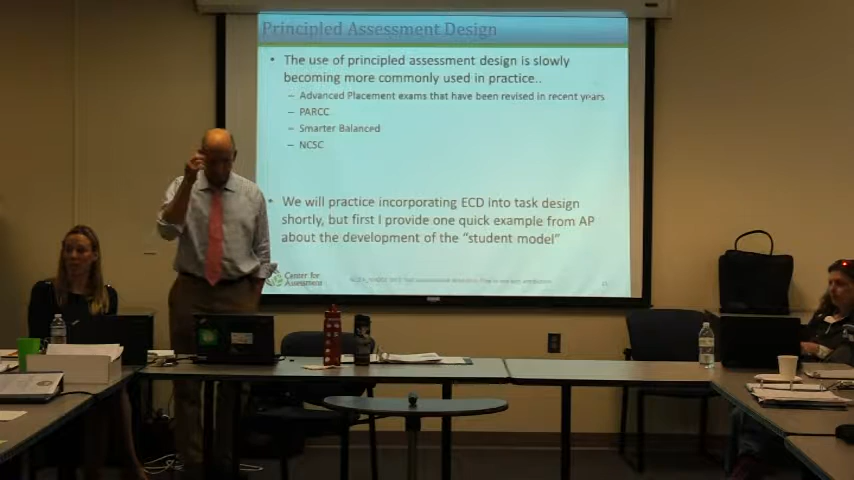 Principled Assessment Design
• The use of principled assessment design is slowly
becoming more commonly used in practice..
– Advanced Placement exams that have been revised in recent years
– PARCC
– Smarter Balanced
– NCSC
• We will practice incorporating ECD into task design
shortly, but first I provide one quick example from AP
about the development of the "student model"
Center for
Assessment